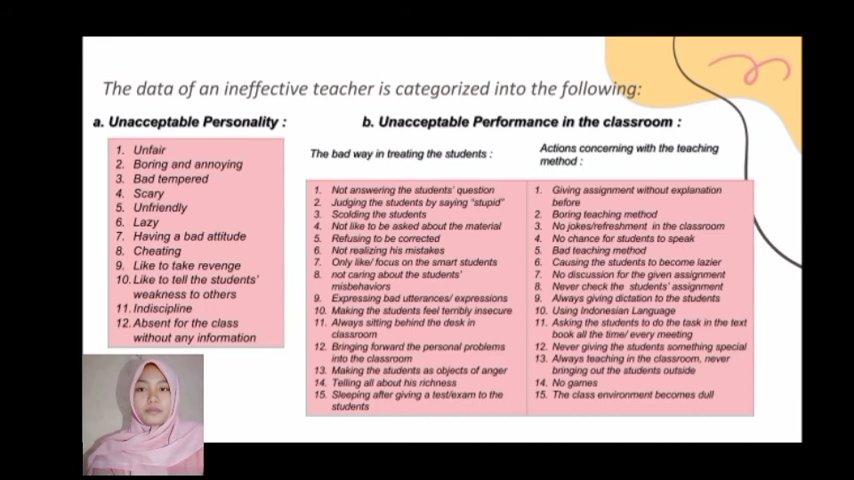 The data of an ineffective teacher is categorized into the following:
a. Unacceptable Personality :
1. Unfair
2. Boring and annoying
3. Bad tempered
4. Scary
5. Unfriendly
6. Lazy
7. Having a bad attitude
8. Cheating
9. Like to take revenge
10. Like to tell the students'
weakness to others
11. Indiscipline
12. Absent for the class
without any information
b. Unacceptable Performance in the classroom :
The bad way in treating the students :
1. Not answering the students' question
2. Judging the students by saying "stupid"
3. Scolding the students
4. Not like to be asked about the material
5. Refusing to be corrected
6. Not realizing his mistakes
7. Only like/ focus on the smart students
8. not caring about the students'
misbehaviors
9. Expressing bad utterances/ expressions
10. Making the students feel terribly insecure
11. Always sitting behind the desk in
classroom
12. Bringing forward the personal problems
into the classroom
13. Making the students as objects of anger
14. Telling all about his richness
15. Sleeping after giving a test/exam to the
students
Actions concerning with the teaching
method :
1. Giving assignment without explanation
before
2. Boring teaching method
3. No jokes/refreshment in the classroom
4. No chance for students to speak
5. Bad teaching method
6. Causing the students to become lazier
7. No discussion for the given assignment
8. Never check the students' assignment
9. Always giving dictation to the students
10. Using Indonesian Language
11. Asking the students to do the task in the text
book all the time/ every meeting
12. Never giving the students something special
13. Always teaching in the classroom, never
bringing out the students outside
14. No games
15. The class environment becomes dull